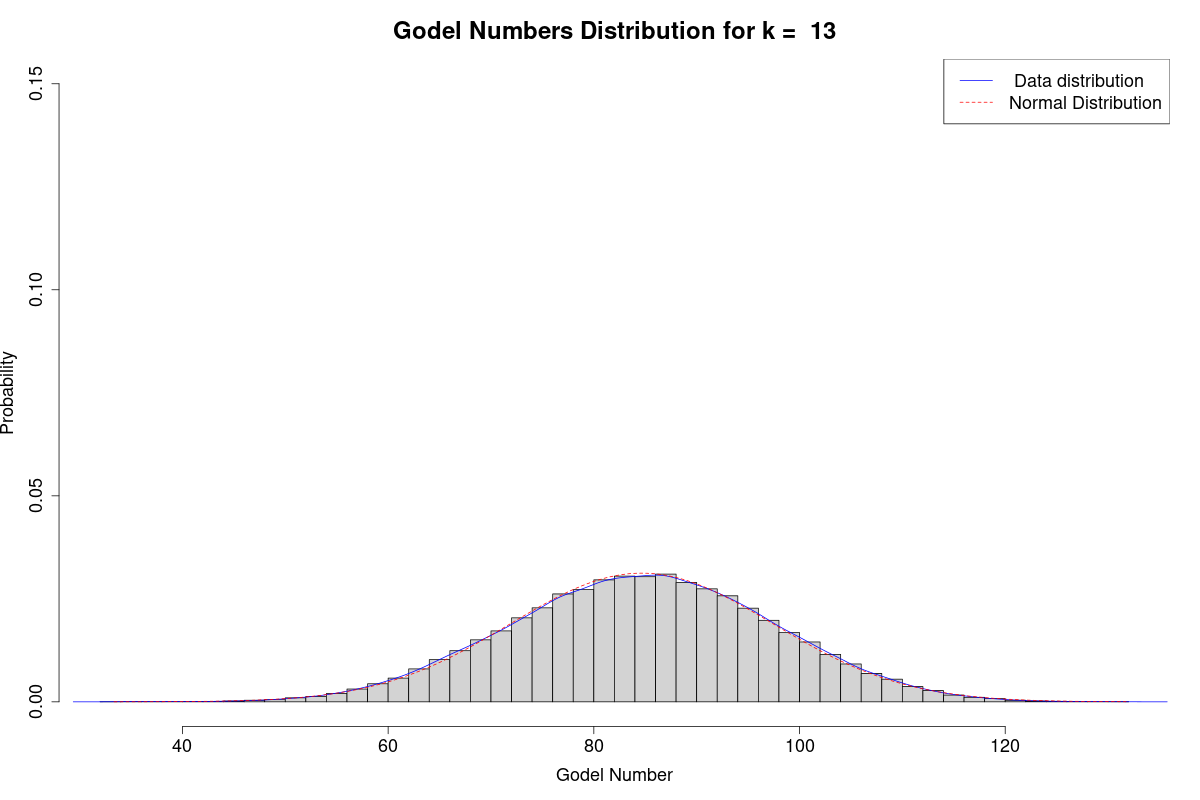 Godel Numbers Distribution for k =  13
Data distribution
Normal Distribution
Probability
0.15
0.10
0.05
0.00
40 60 80 100 120
Godel Number